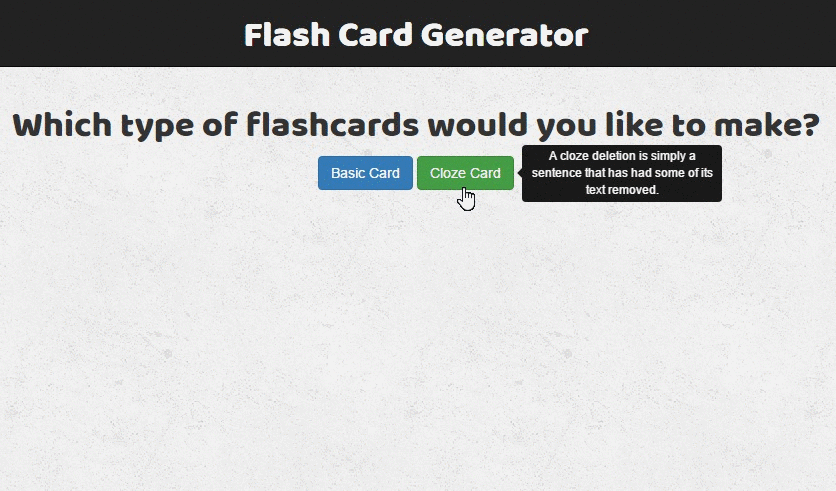 Flash Card Generator
Which type of flashcards would you like to make?
Basic Card
Cloze Card
A cloze deletion is simply a
sentence that has had some of its
text removed.